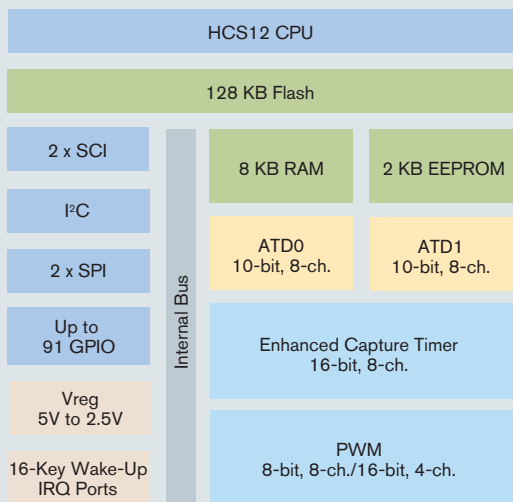 HCS12 CPU
128 KB Flash
2 x SCI
I²C
2 x SPI
Up to
91 GPIO
Vreg
5V to 2.5V
16-Key Wake-Up
IRQ Ports
Internal Bus
8 KB RAM
2 KB EEPROM
ATD0
10-bit, 8-ch.
ATD1
10-bit, 8-ch.
Enhanced Capture Timer
16-bit, 8-ch.
PWM
8-bit, 8-ch./16-bit, 4-ch.